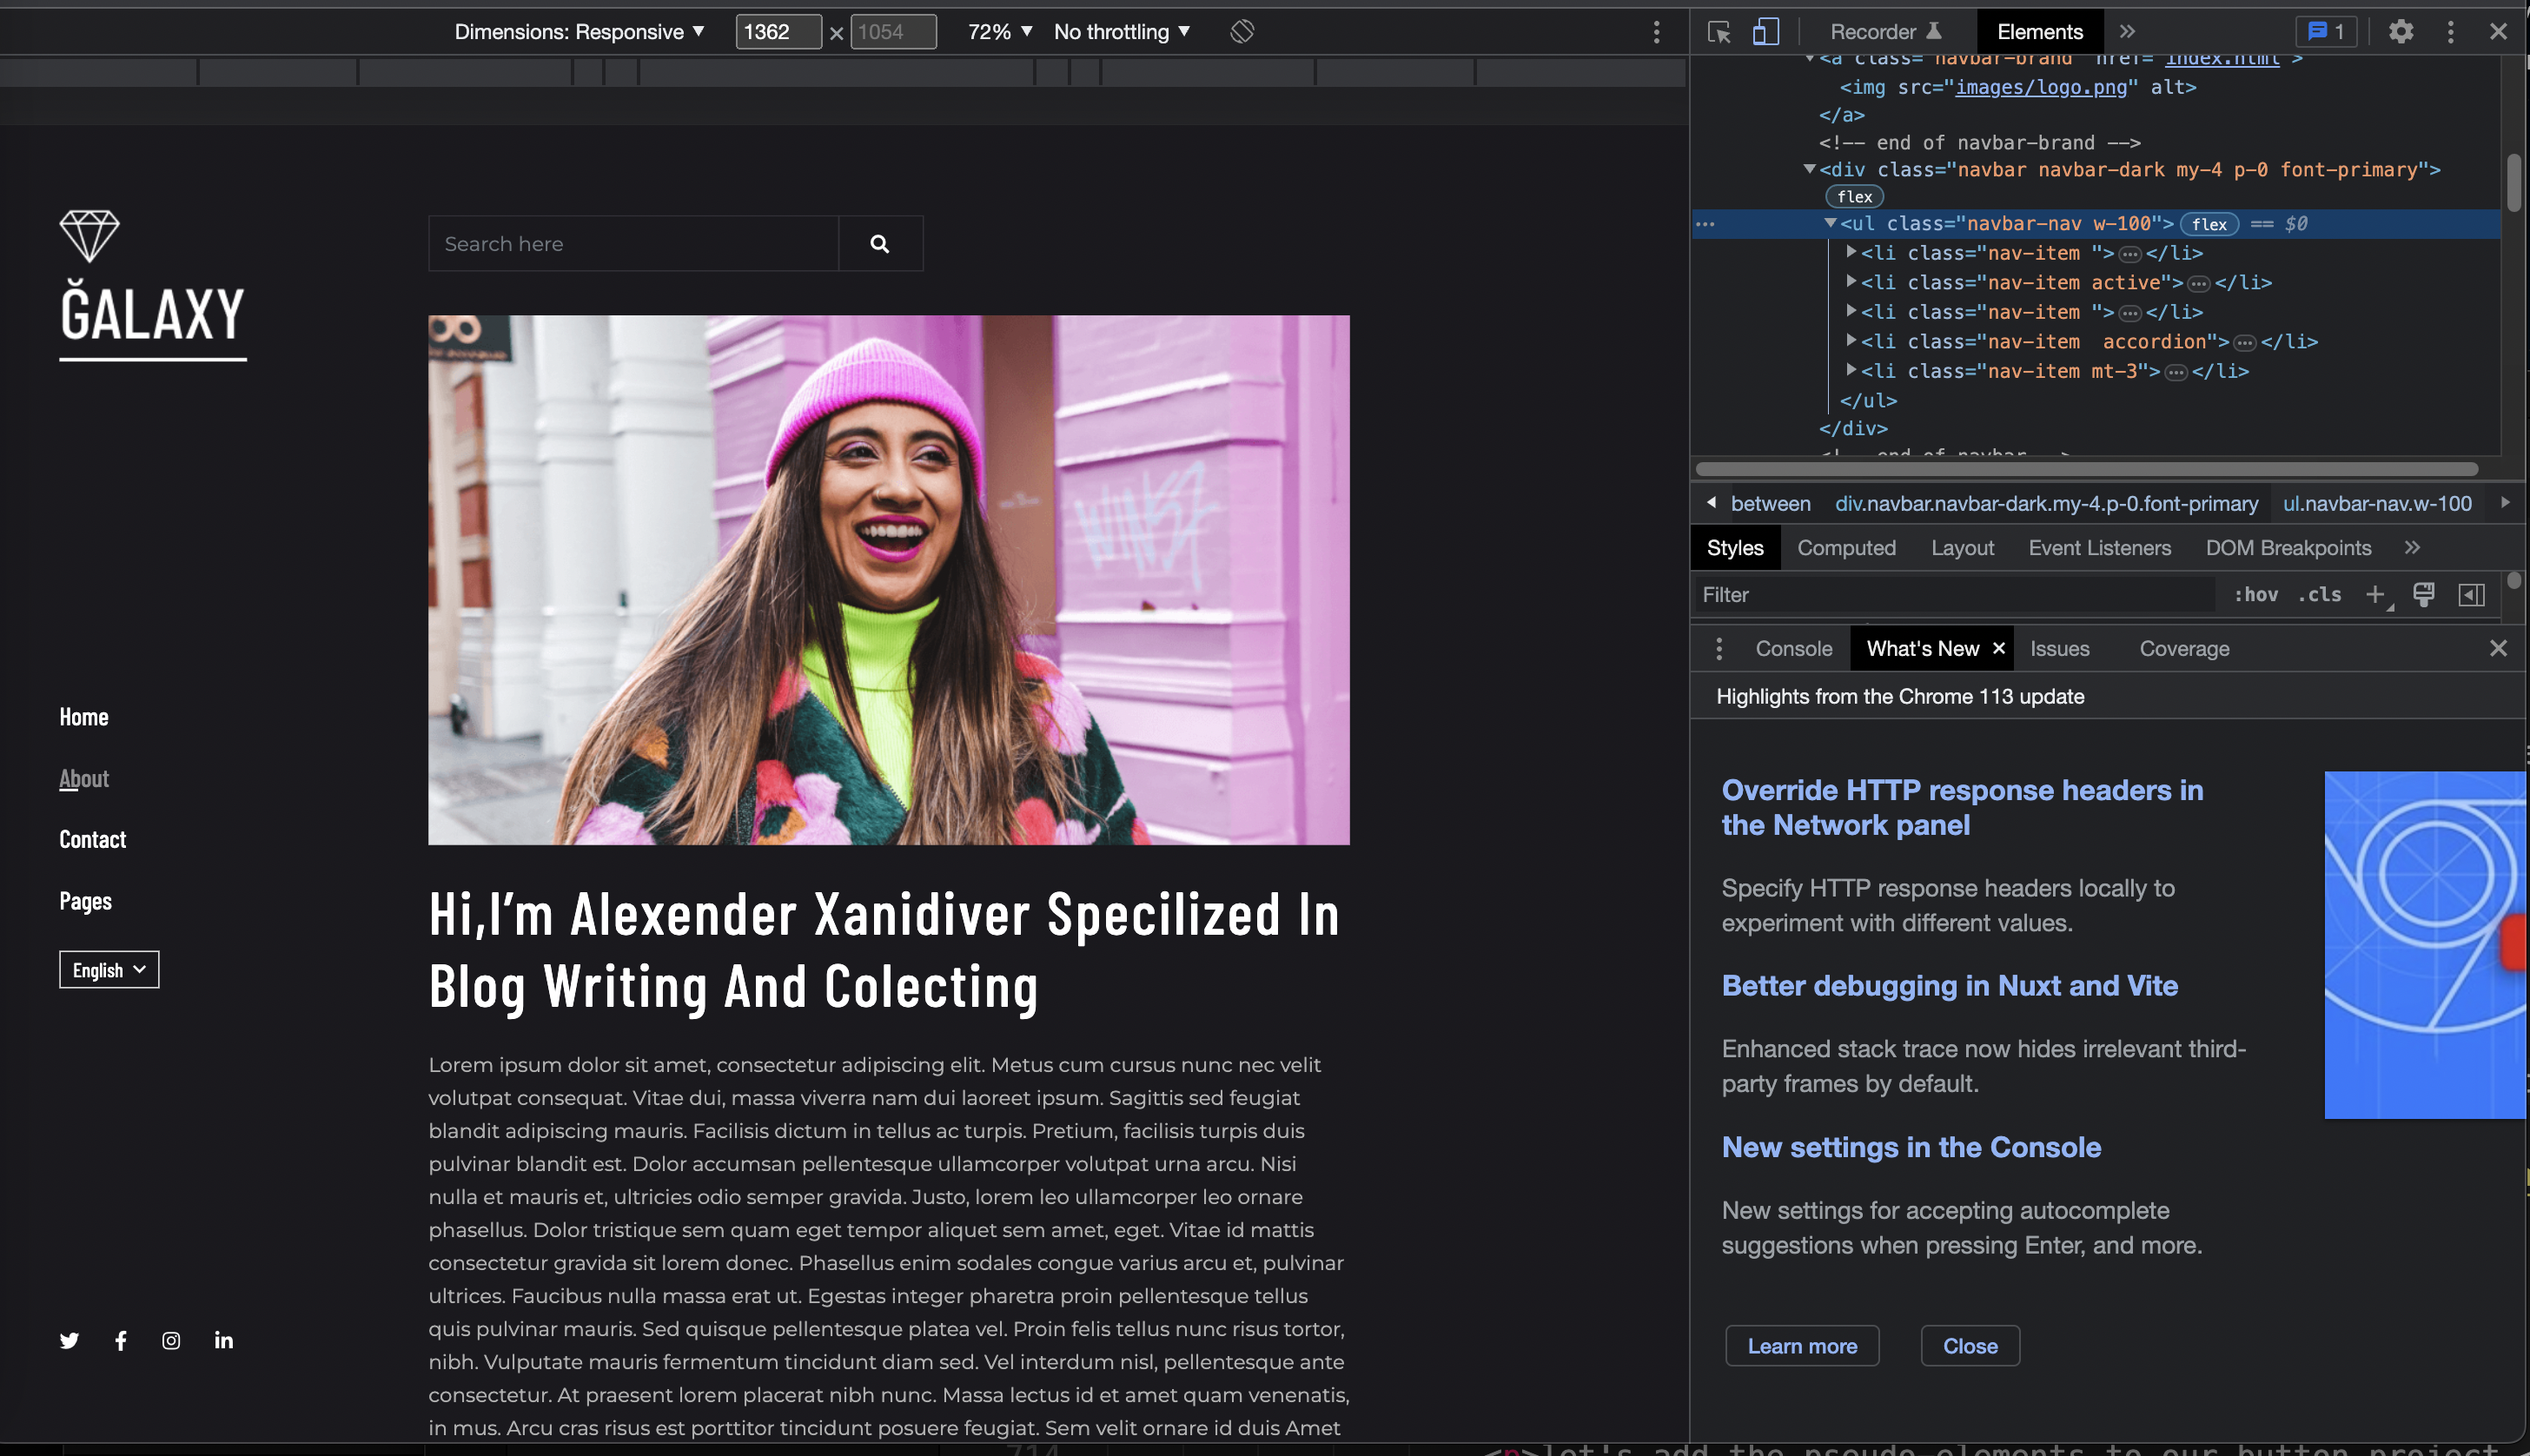 Dimensions: Responsive ▼ 1362 × 1054 72% ▼ No throttling ▼
Search here
ĞALAXY
Home
About
Contact
Pages
English
Hi,I’m Alexender Xanidiver Specilized In
Blog Writing And Colecting
Lorem ipsum dolor sit amet, consectetur adipiscing elit. Metus cum cursus nunc nec velit
volutpat consequat. Vitae dui, massa viverra nam dui laoreet ipsum. Sagittis sed feugiat
blandit adipiscing mauris. Facilisis dictum in tellus ac turpis. Pretium, facilisis turpis duis
pulvinar blandit est. Dolor accumsan pellentesque ullamcorper volutpat urna arcu. Nisi
nulla et mauris et, ultricies odio semper gravida. Justo, lorem leo ullamcorper leo ornare
phasellus. Dolor tristique sem quam eget tempor aliquet sem amet, eget. Vitae id mattis
consectetur gravida sit lorem donec. Phasellus enim sodales congue varius arcu et, pulvinar
ultrices. Faucibus nulla massa erat ut. Egestas integer pharetra proin pellentesque tellus
quis pulvinar mauris. Sed quisque pellentesque platea vel. Proin felis tellus nunc risus tortor,
nibh. Vulputate mauris fermentum tincidunt diam sed. Vel interdum nisl, pellentesque ante
consectetur. At praesent lorem placerat nibh nunc. Massa lectus id et amet quam venenatis,
in mus. Arcu cras risus est porttitor tincidunt posuere feugiat. Sem velit ornare id duis Amet
Recorder Elements 1
<a class="navbar-brand" href="index.html">
<img src="images/logo.png" alt>
</a>
<!-- end of navbar-brand -->
<div class="navbar navbar-dark my-4 p-0 font-primary">
flex
<ul class="navbar-nav w-100"> flex == $0
<li class="nav-item ">…</li>
<li class="nav-item active">…</li>
<li class="nav-item ">…</li>
<li class="nav-item  accordion">…</li>
<li class="nav-item mt-3">…</li>
</ul>
</div>
<!-- end of navbar -->
between div.navbar.navbar-dark.my-4.p-0.font-primary ul.navbar-nav.w-100
Styles Computed Layout Event Listeners DOM Breakpoints
Filter :hov .cls
Console What's New Issues Coverage
Highlights from the Chrome 113 update
Override HTTP response headers in
the Network panel
Specify HTTP response headers locally to
experiment with different values.
Better debugging in Nuxt and Vite
Enhanced stack trace now hides irrelevant third-
party frames by default.
New settings in the Console
New settings for accepting autocomplete
suggestions when pressing Enter, and more.
Learn more Close
714 <p>let's add the pseudo-elements to our button project